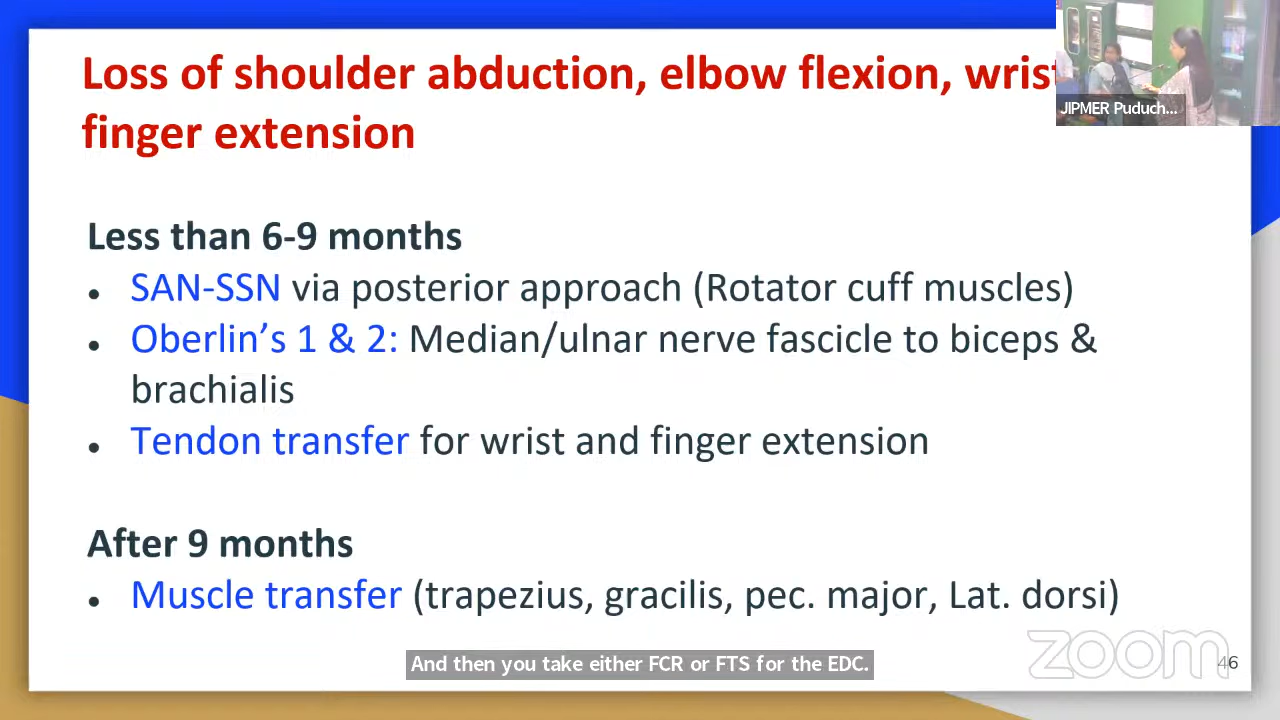 Loss of shoulder abduction, elbow flexion, wrist
finger extension
JIPMER Puduch...
Less than 6-9 months
• SAN-SSN via posterior approach (Rotator cuff muscles)
• Oberlin's 1 & 2: Median/ulnar nerve fascicle to biceps &
brachialis
• Tendon transfer for wrist and finger extension
After 9 months
• Muscle transfer (trapezius, gracilis, pec. major, Lat. dorsi)
And then you take either FCR or FTS for the EDC.
zoom
46